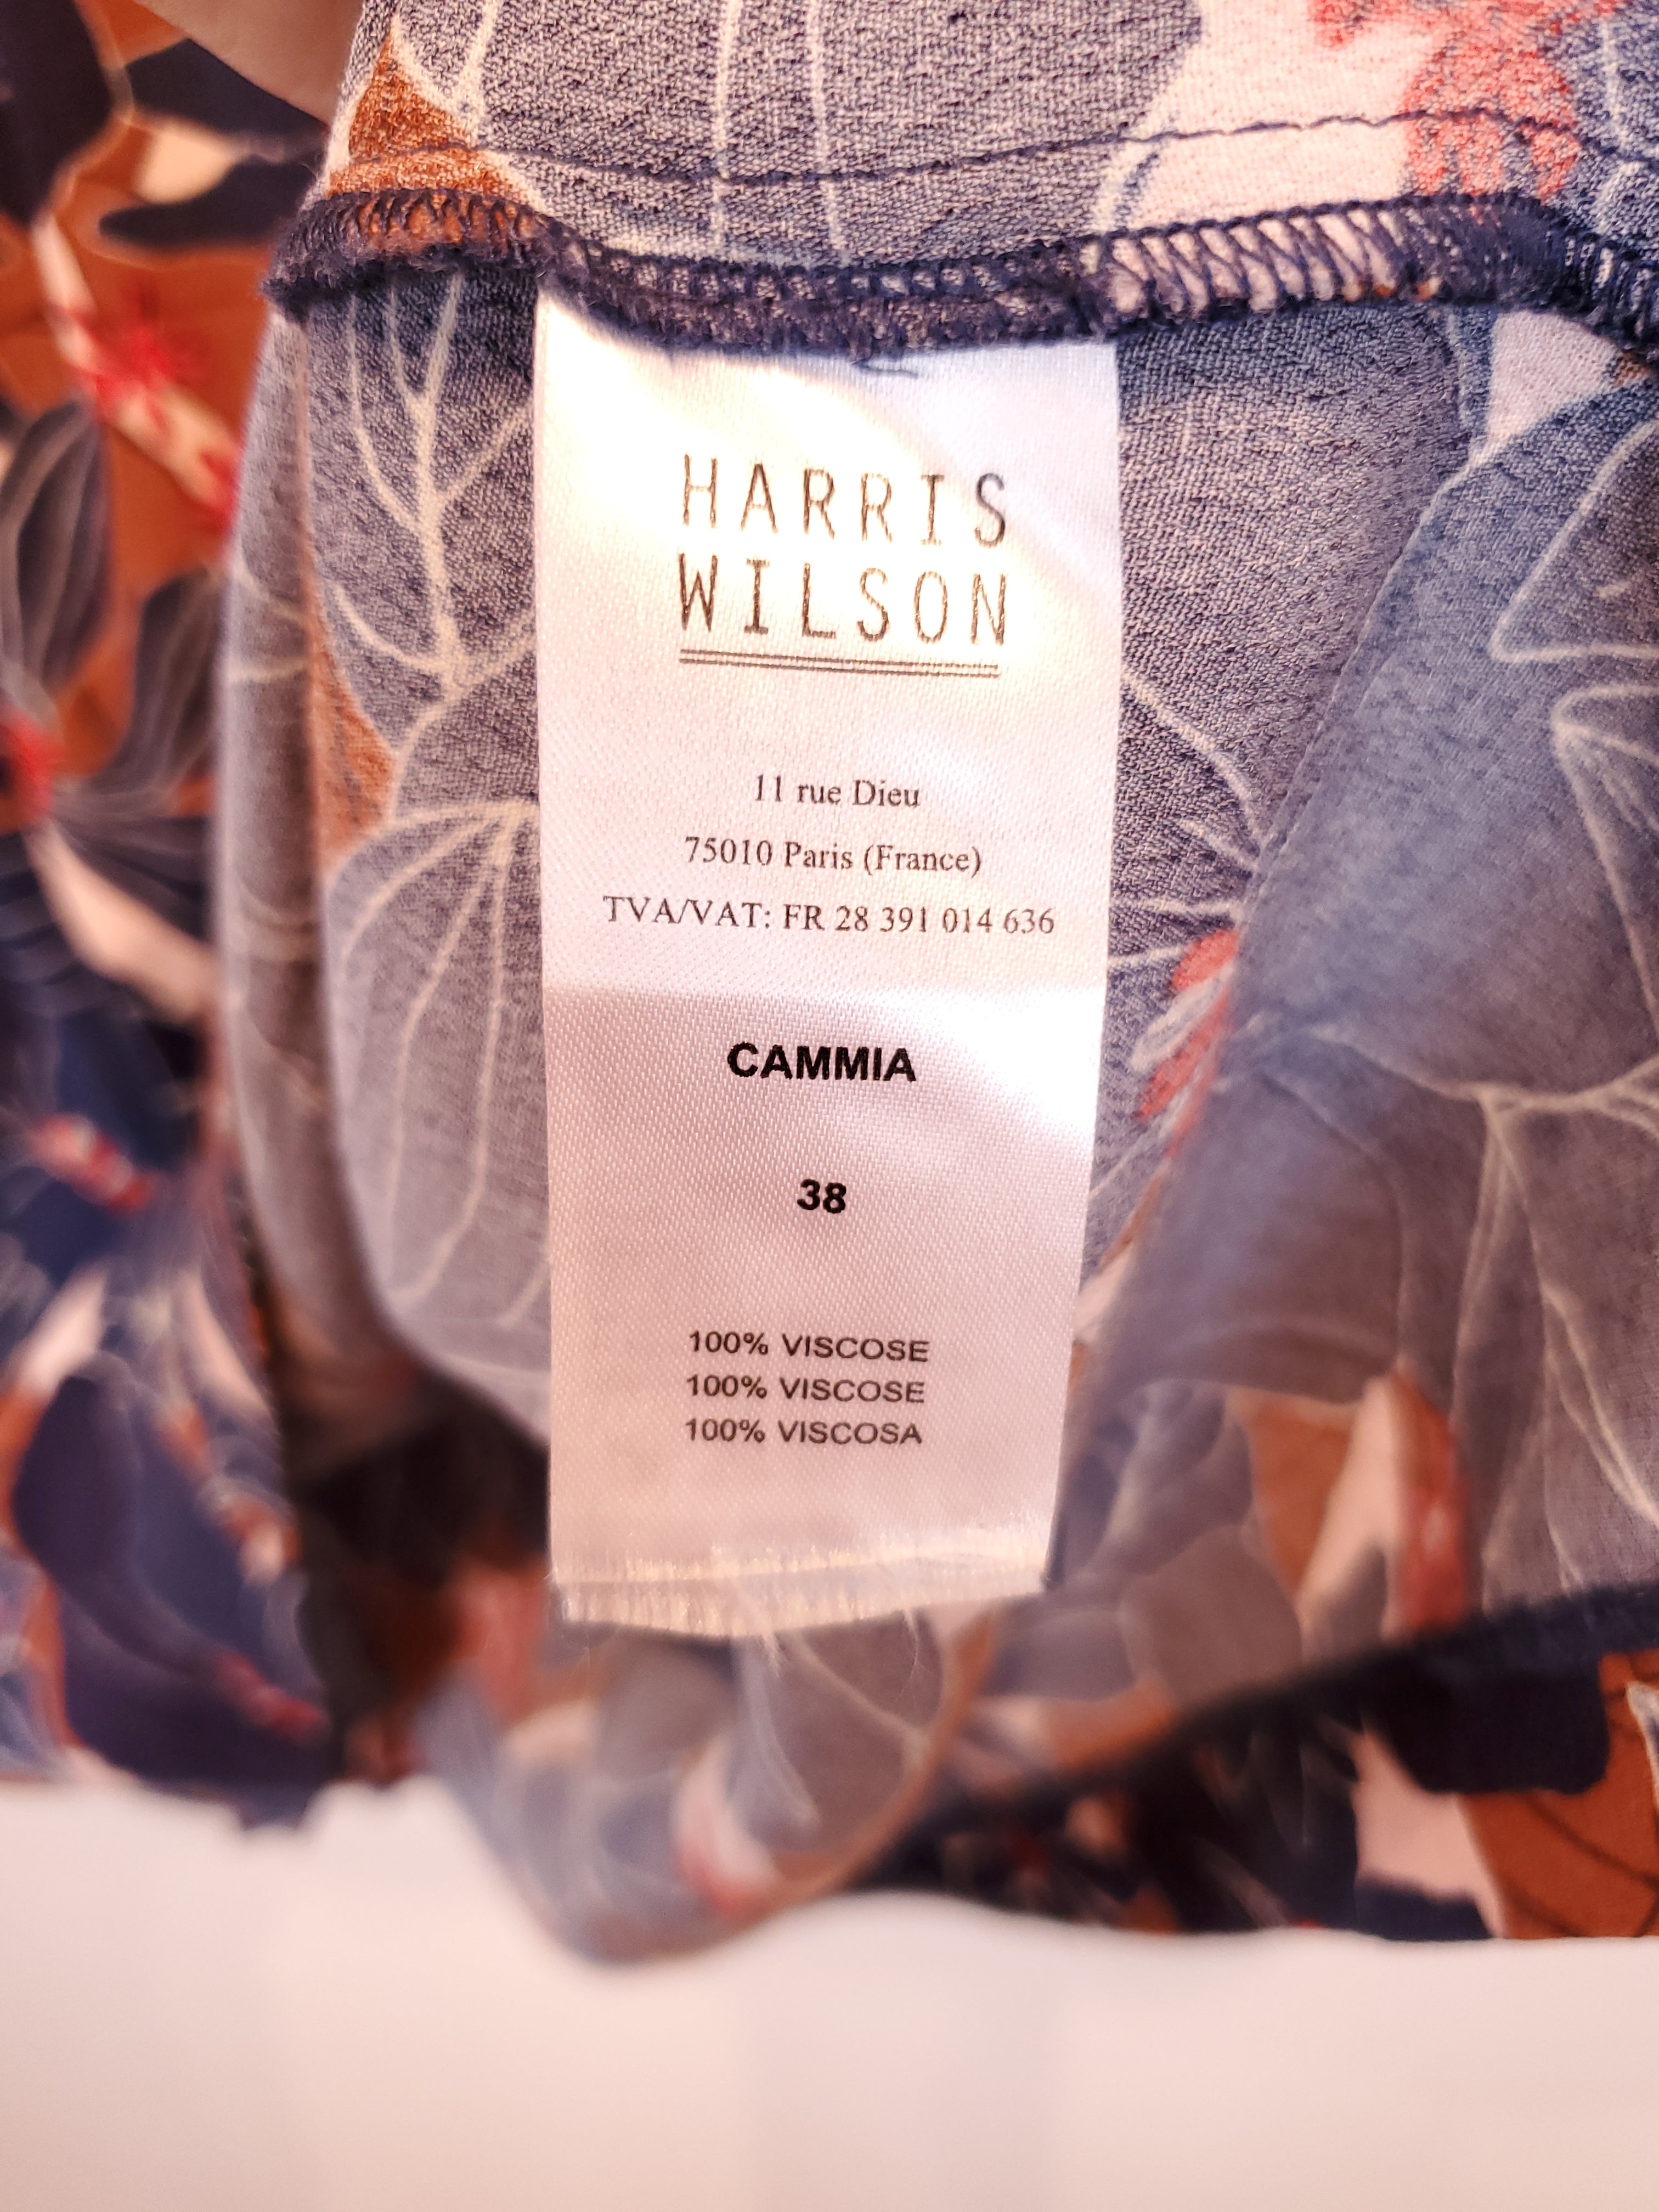 HARRIS
WILSON
11 rue Dieu
75010 Paris (France)
TVA/VAT: FR 28 391 014 636
CAMMIA
38
100% VISCOSE
100% VISCOSE
100% VISCOSA